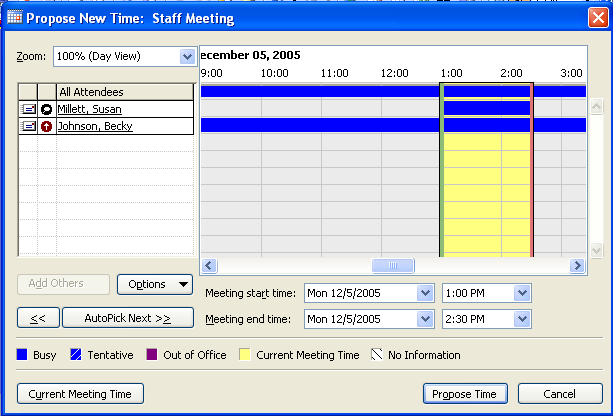 Propose New Time: Staff Meeting
Zoom: 100% (Day View)
ecember 05, 2005
9:00 10:00 11:00 12:00 1:00 2:00 3:00
All Attendees
Millett, Susan
Johnson, Becky
Add Others Options
Meeting start time: Mon 12/5/2005 1:00 PM
<< AutoPick Next >>
Meeting end time: Mon 12/5/2005 2:30 PM
Busy Tentative Out of Office Current Meeting Time No Information
Current Meeting Time Propose Time Cancel